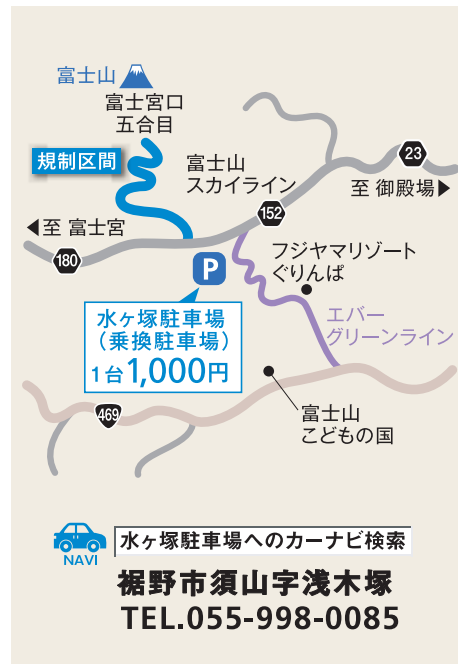 富士山
富士宮口
五合目
規制区間
富士山
スカイライン
23
至 御殿場▶
152
◀至 富士宮
180
P
フジヤマリゾート
ぐりんぱ
水ヶ塚駐車場
(乗換駐車場)
1台1,000円
エバー
グリーンライン
469
富士山
こどもの国
NAVI
水ヶ塚駐車場へのカーナビ検索
裾野市須山字浅木塚
TEL.055-998-0085